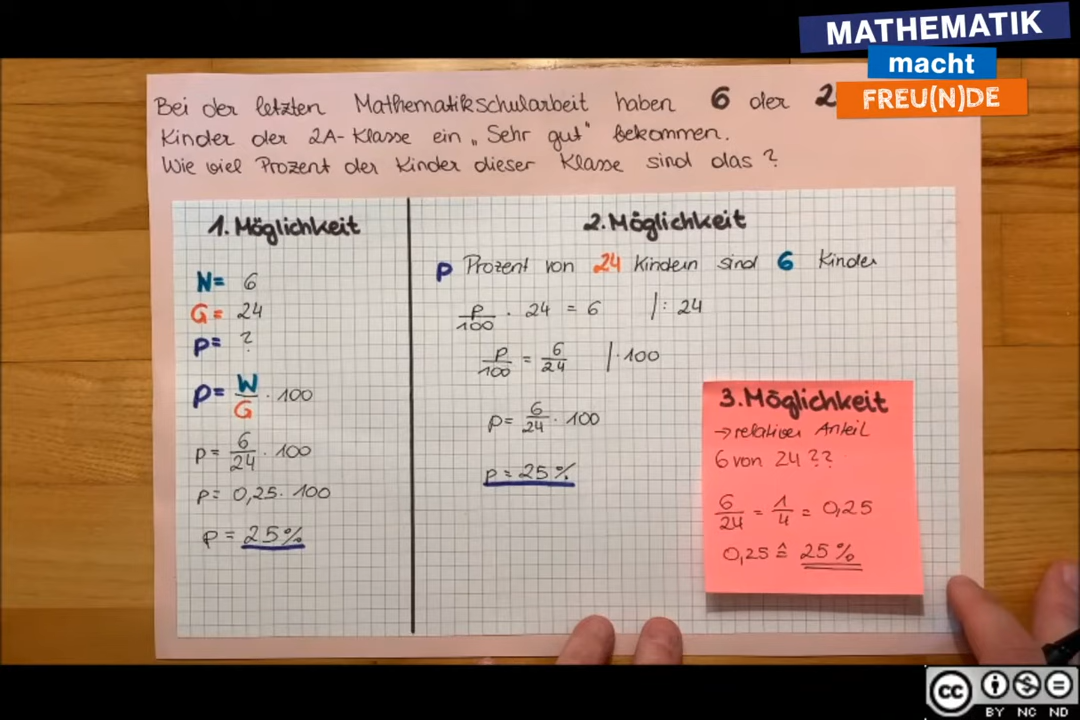 MATHEMATIK
macht
FREU(N)DE
Bei der letzten Mathematikschularbeit haben 6 der 2
Kinder der 2A-Klasse ein „Sehr gut" bekommen.
Wie viel Prozent der Kinder dieser Klasse sind das?
1. Möglichkeit
N= 6
G= 24
p= ?
p= W/G · 100
p= 6/24 · 100
p= 0,25 · 100
p= 25%
2. Möglichkeit
p Prozent von 24 Kindern sind 6 Kinder
p/100 · 24 = 6 |: 24
p/100 = 6/24 |· 100
p= 6/24 · 100
p= 25%
3. Möglichkeit
→ relativer Anteil
6 von 24??
6/24 = 1/4 = 0,25
0,25 ≙ 25%
cc
BY NC ND